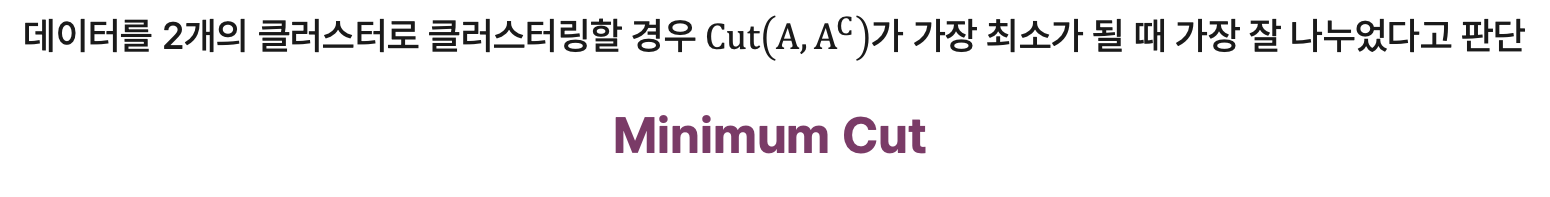 데이터를 2개의 클러스터로 클러스터링할 경우 Cut(A, Aᶜ)가 가장 최소가 될 때 가장 잘 나누었다고 판단
Minimum Cut